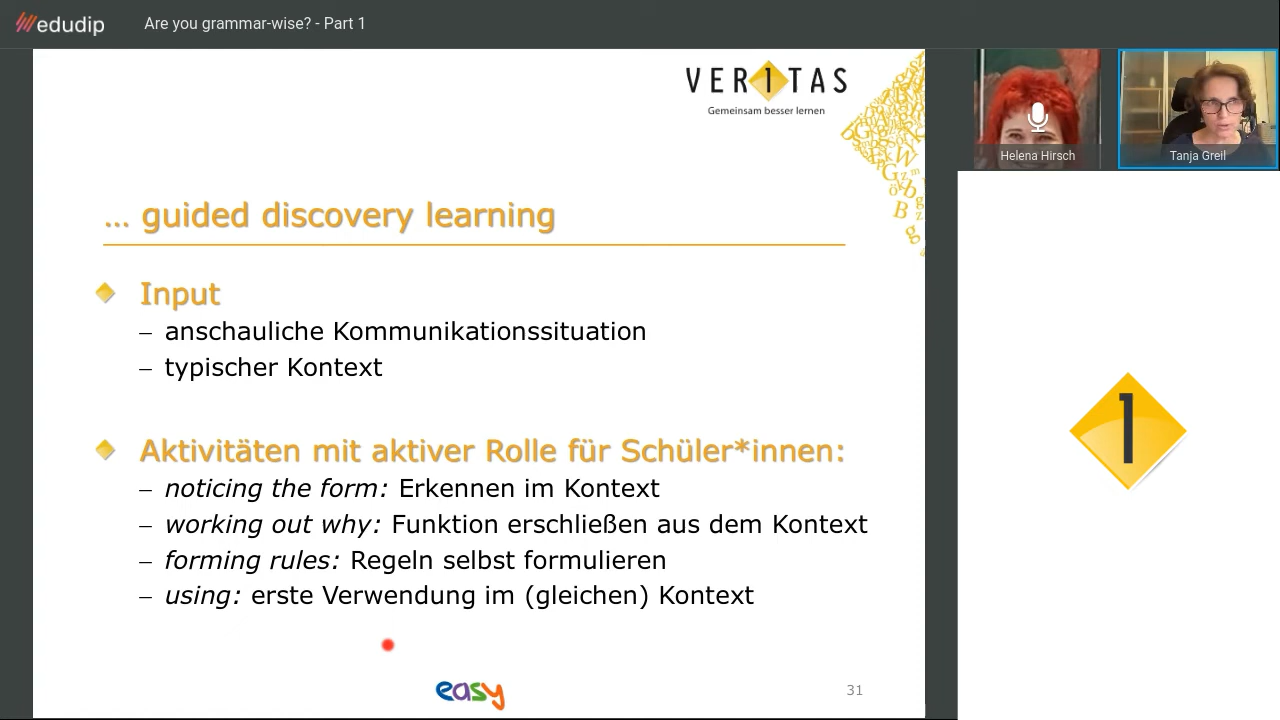 edudip
Are you grammar-wise? - Part 1
VER1TAS
Gemeinsam besser lernen
Helena Hirsch
Tanja Greil
... guided discovery learning
Input
– anschauliche Kommunikationssituation
– typischer Kontext
Aktivitäten mit aktiver Rolle für Schüler*innen:
– noticing the form: Erkennen im Kontext
– working out why: Funktion erschließen aus dem Kontext
– forming rules: Regeln selbst formulieren
– using: erste Verwendung im (gleichen) Kontext
easy
31
1